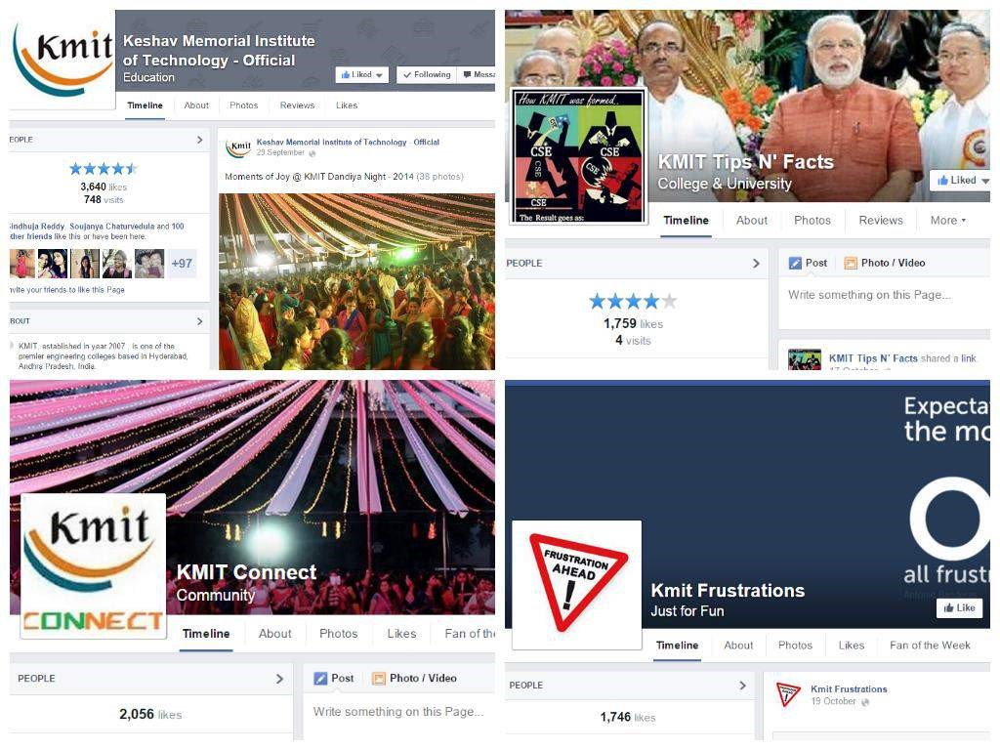 Kmit
Keshav Memorial Institute
of Technology - Official
Education
Liked
Following
Timeline
About
Photos
Reviews
Likes
EOPLE
3,640 likes
748 visits
Sindhuja Reddy, Soujanya Chaturvedula and 100
other friends like this or have been here.
+97
nvite your friends to like this Page
BOUT
KMIT, established in year 2007 , is one of the
premier engineering colleges based in Hyderabad,
Andhra Pradesh, India.
Kmit
Keshav Memorial Institute of Technology - Official
29 September
Moments of Joy @ KMIT Dandiya Night - 2014 (38 photos)
How KMIT was formed..
CSE
CSE
CSE
CSE
CSE
The Result goes as:
KMIT Tips N' Facts
College & University
Liked
Timeline
About
Photos
Reviews
More
PEOPLE
1,759 likes
4 visits
Post
Photo / Video
Write something on this Page...
KMIT Tips N' Facts shared a link.
17 October
Kmit
CONNECT
KMIT Connect
Community
Timeline
About
Photos
Likes
Fan of th
PEOPLE
2,056 likes
Post
Photo / Video
Write something on this Page...
Expecta
the mo
O
all frustr
FRUSTRATION
AHEAD
!
Kmit Frustrations
Just for Fun
Like
Timeline
About
Photos
Likes
Fan of the Week
PEOPLE
1,746 likes
Kmit Frustrations
19 October